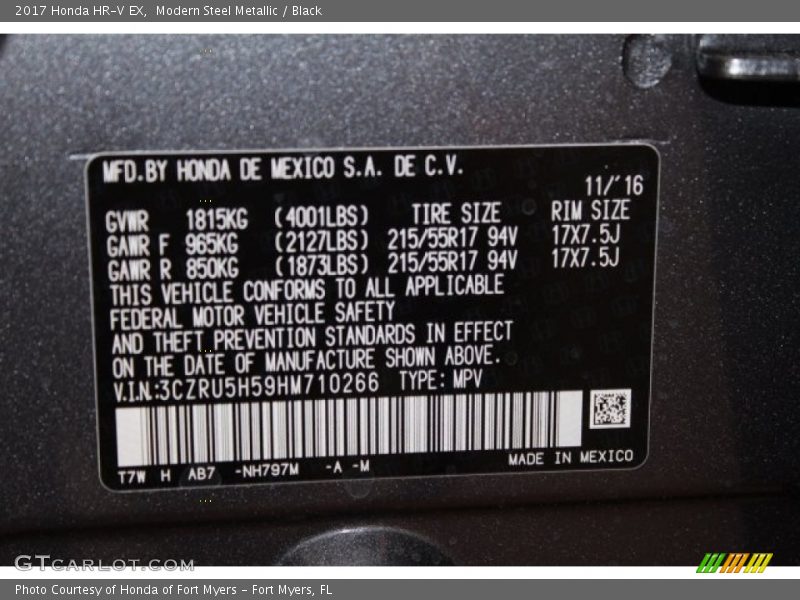 2017 Honda HR-V EX,  Modern Steel Metallic / Black
MFD.BY HONDA DE MEXICO S.A. DE C.V.
11/'16
GVWR 1815KG (4001LBS) TIRE SIZE RIM SIZE
GAWR F 965KG (2127LBS) 215/55R17 94V 17X7.5J
GAWR R 850KG (1873LBS) 215/55R17 94V 17X7.5J
THIS VEHICLE CONFORMS TO ALL APPLICABLE
FEDERAL MOTOR VEHICLE SAFETY
AND THEFT PREVENTION STANDARDS IN EFFECT
ON THE DATE OF MANUFACTURE SHOWN ABOVE.
V.I.N.:3CZRU5H59HM710266 TYPE: MPV
T7W H AB7 -NH797M -A -M MADE IN MEXICO
GTCARLOT.COM
Photo Courtesy of Honda of Fort Myers - Fort Myers, FL